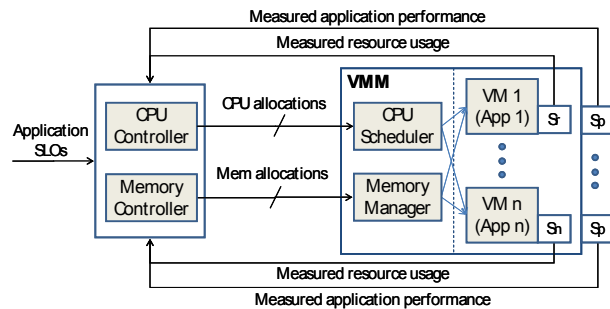 Measured application performance
Measured resource usage
VMM
CPU allocations
CPU
Controller
CPU
Scheduler
VM 1
(App 1)
Sr
Sp
Application
SLOs
Mem allocations
Memory
Controller
Memory
Manager
VM n
(App n)
Sn
Sp
Measured resource usage
Measured application performance